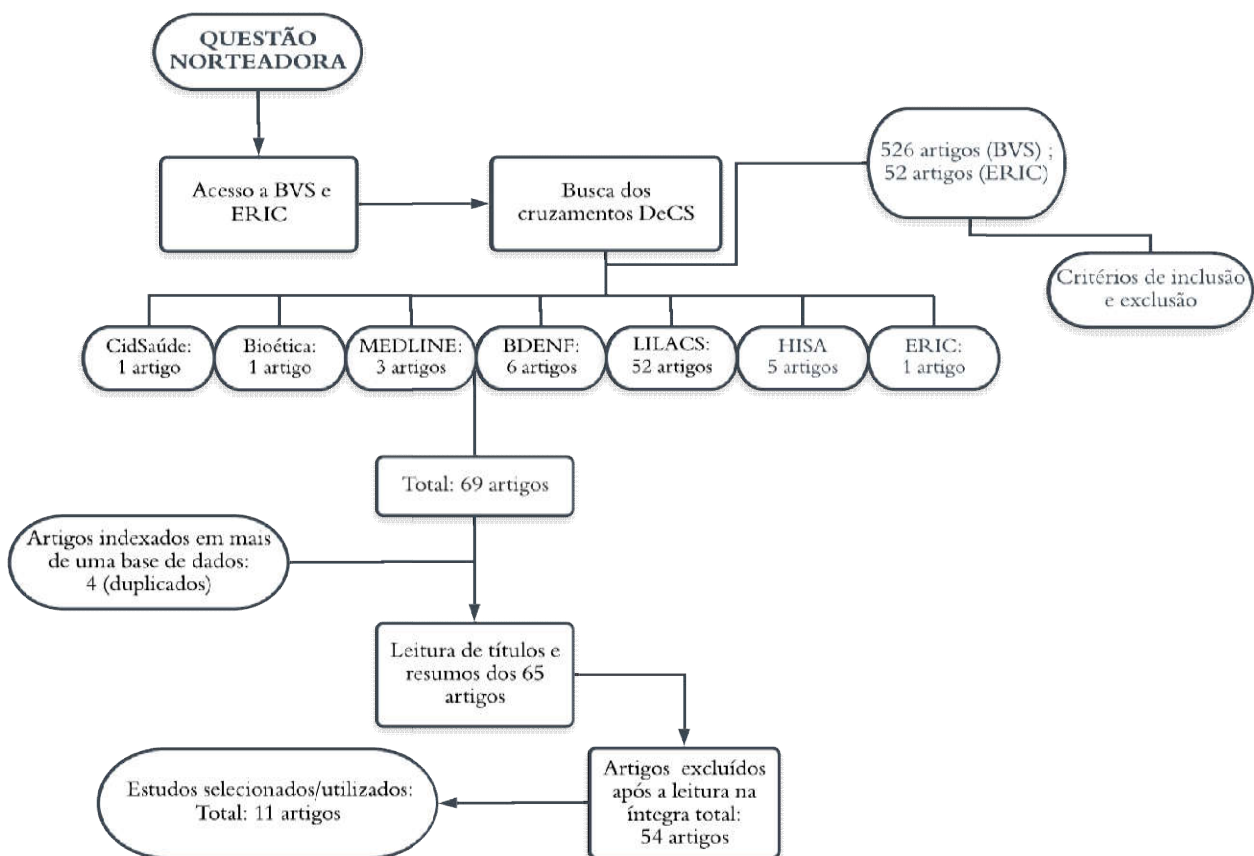 QUESTÃO
NORTEADORA
Acesso a BVS e
ERIC
Busca dos
cruzamentos DeCS
526 artigos (BVS) ;
52 artigos (ERIC)
Critérios de inclusão
e exclusão
CidSaúde:
1 artigo
Bioética:
1 artigo
MEDLINE:
3 artigos
BDENF:
6 artigos
LILACS:
52 artigos
HISA
5 artigos
ERIC:
1 artigo
Total: 69 artigos
Artigos indexados em mais
de uma base de dados:
4 (duplicados)
Leitura de títulos e
resumos dos 65
artigos
Artigos excluídos
após a leitura na
íntegra total:
54 artigos
Estudos selecionados/utilizados:
Total: 11 artigos